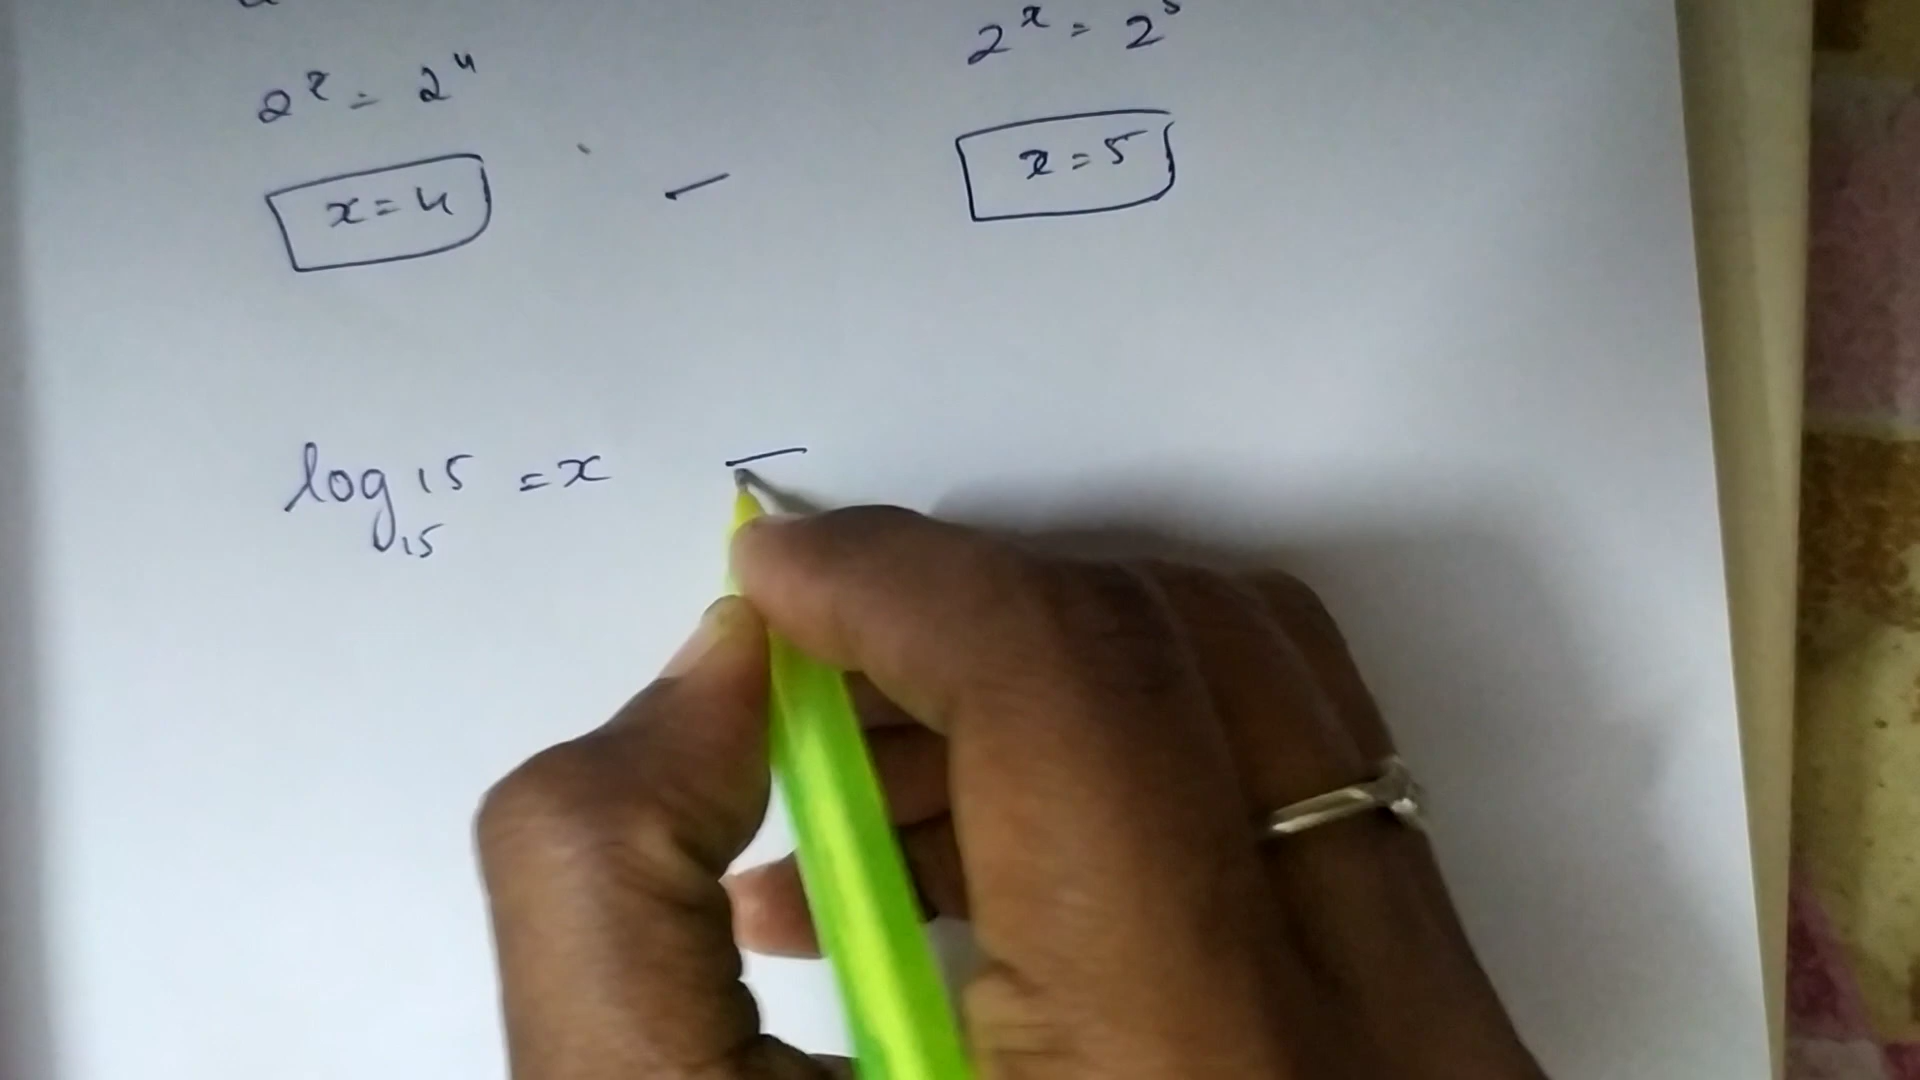 2^x = 2^4
x = 4
2^x = 2^5
x = 5
log₁₅ 15 = x